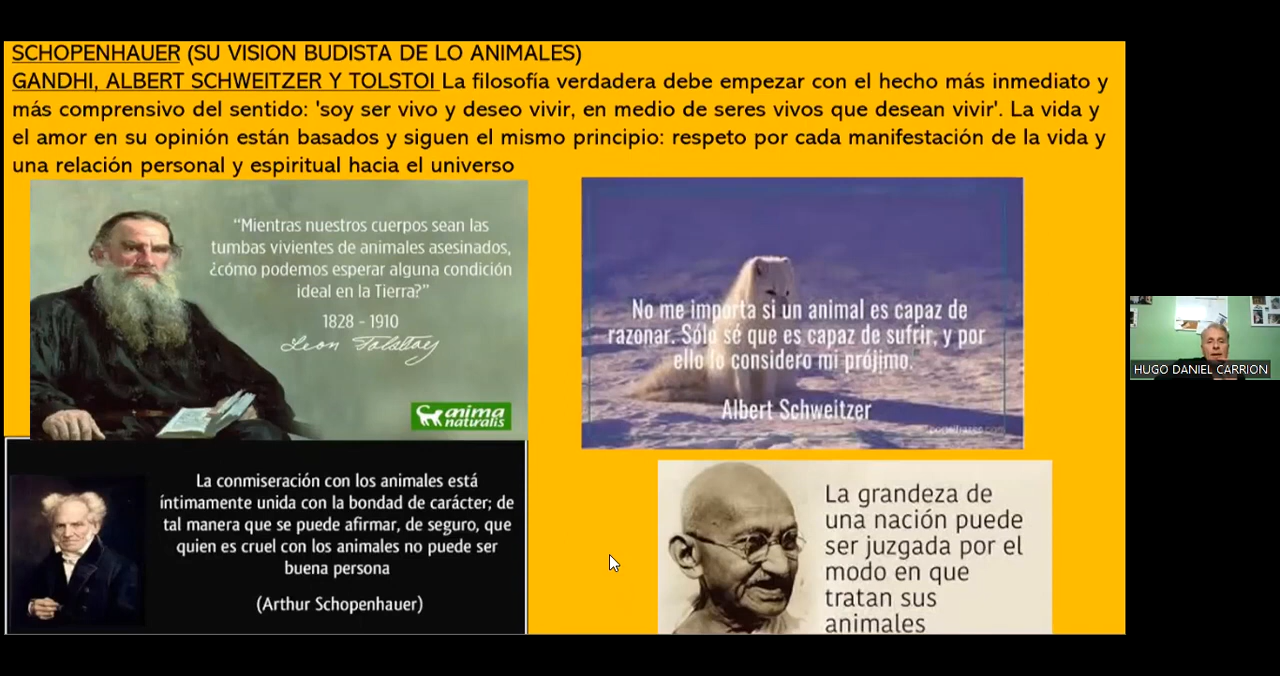 SCHOPENHAUER (SU VISION BUDISTA DE LO ANIMALES)
GANDHI, ALBERT SCHWEITZER Y TOLSTOI La filosofía verdadera debe empezar con el hecho más inmediato y
más comprensivo del sentido: 'soy ser vivo y deseo vivir, en medio de seres vivos que desean vivir'. La vida y
el amor en su opinión están basados y siguen el mismo principio: respeto por cada manifestación de la vida y
una relación personal y espiritual hacia el universo
“Mientras nuestros cuerpos sean las
tumbas vivientes de animales asesinados,
¿cómo podemos esperar alguna condición
ideal en la Tierra?”
1828 - 1910
Leon Tolstoy
anima
naturalis
No me importa si un animal es capaz de
razonar. Sólo sé que es capaz de sufrir, y por
ello lo considero mi prójimo.
Albert Schweitzer
La conmiseración con los animales está
íntimamente unida con la bondad de carácter; de
tal manera que se puede afirmar, de seguro, que
quien es cruel con los animales no puede ser
buena persona
(Arthur Schopenhauer)
La grandeza de
una nación puede
ser juzgada por el
modo en que
tratan sus
animales
HUGO DANIEL CARRION